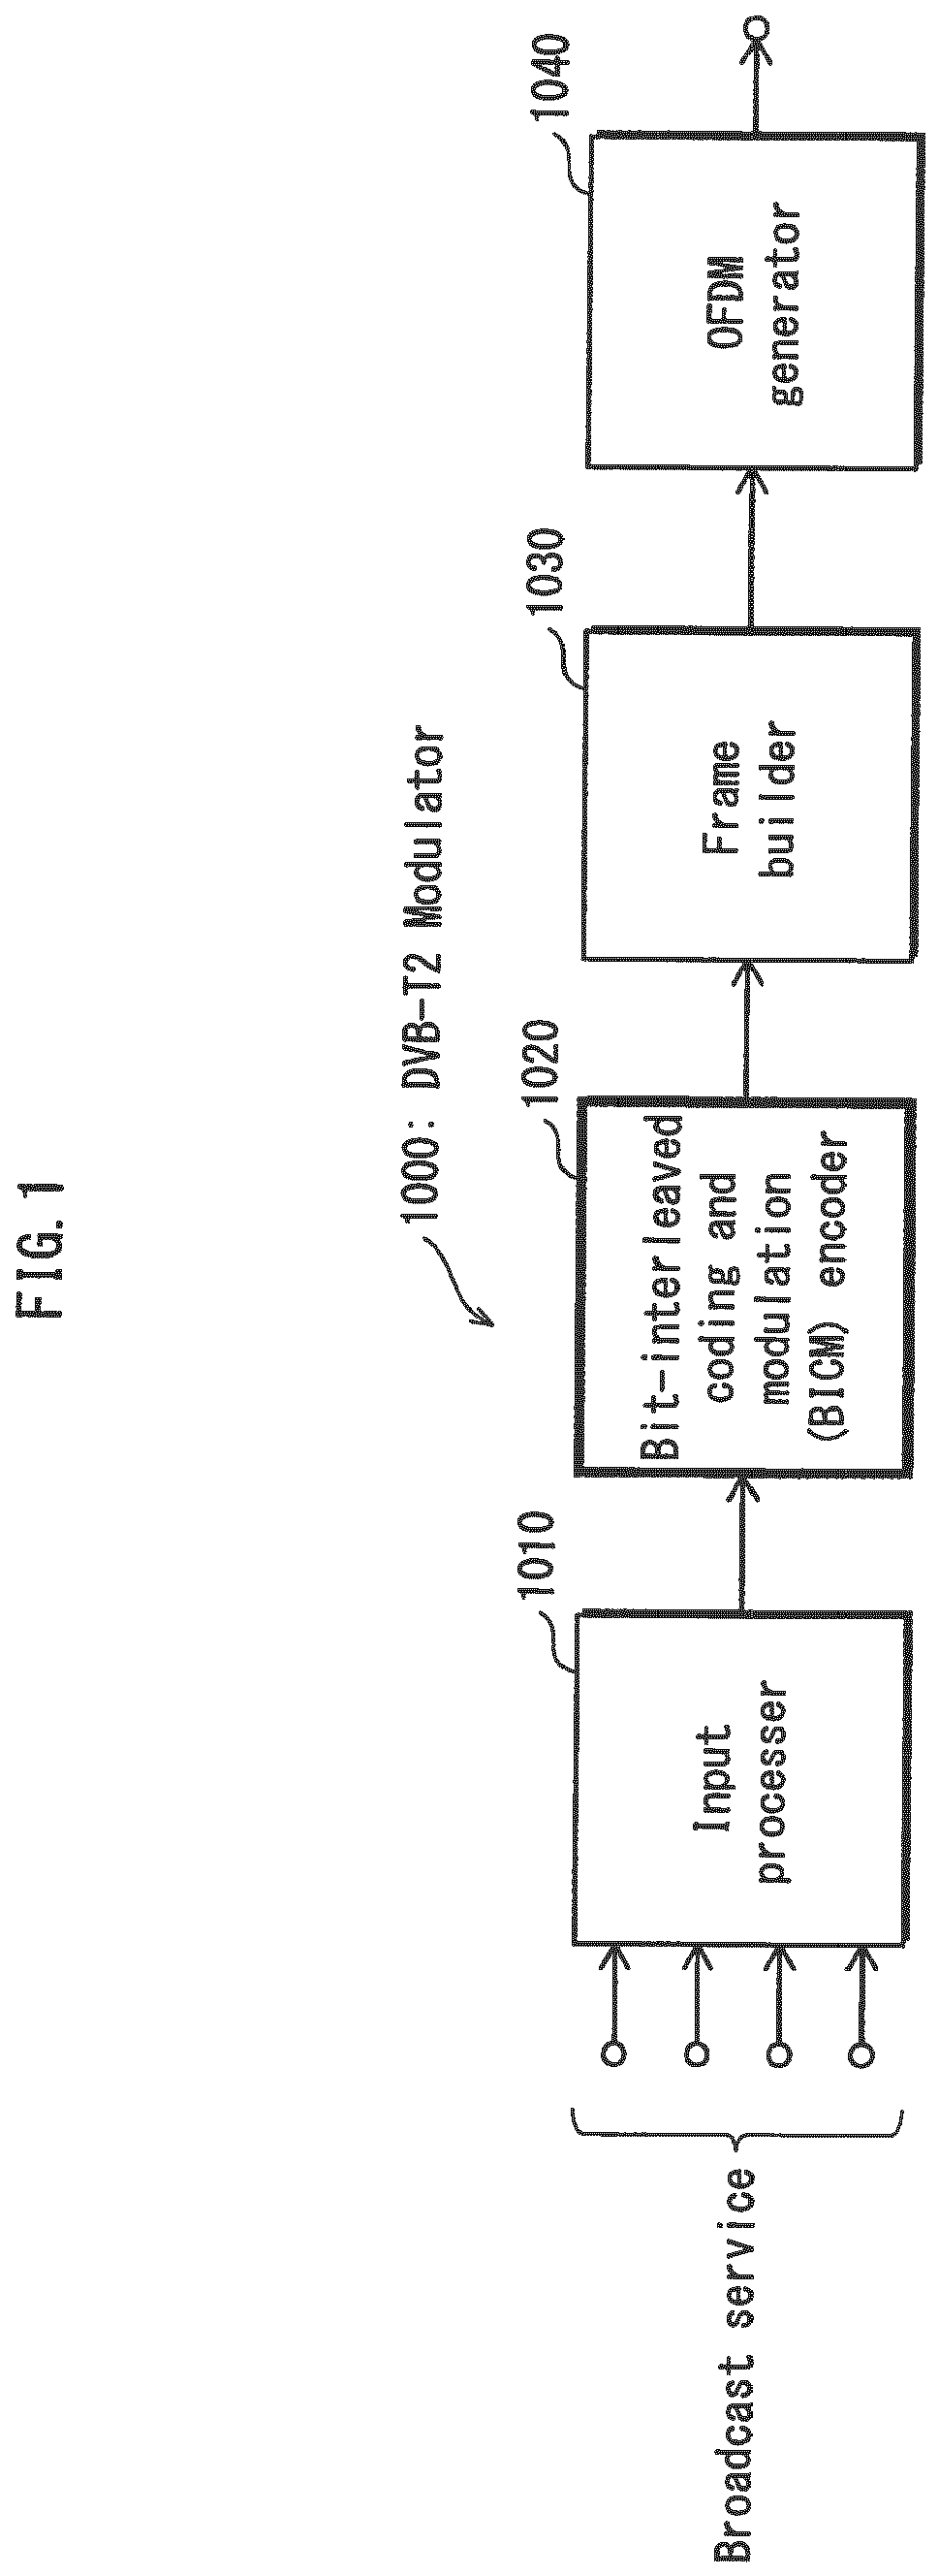 FIG. 1
1000: DVB-T2 Modulator
Broadcast service
1010
Input
processer
1020
Bit-interleaved
coding and
modulation
(BICM) encoder
1030
Frame
builder
1040
OFDM
generator